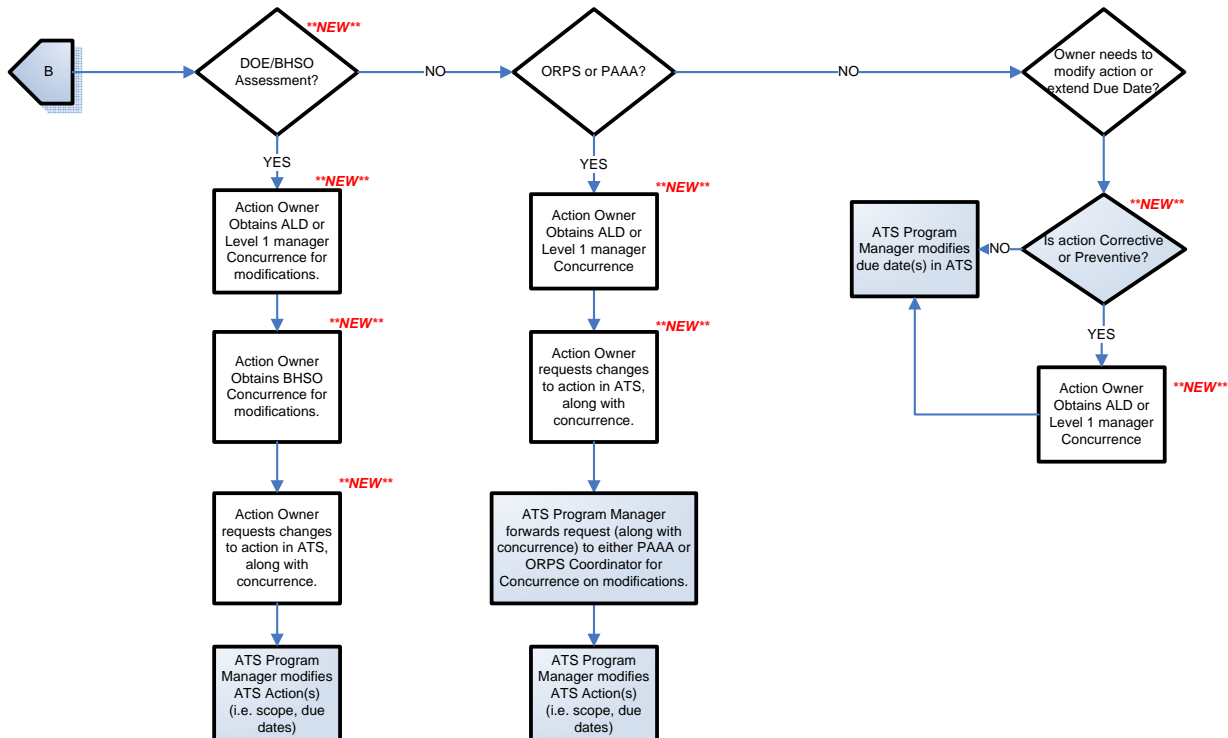 B
**NEW**
DOE/BHSO
Assessment?
NO
ORPS or PAAA?
NO
Owner needs to
modify action or
extend Due Date?
YES
**NEW**
Action Owner
Obtains ALD or
Level 1 manager
Concurrence for
modifications.
**NEW**
Action Owner
Obtains BHSO
Concurrence for
modifications.
**NEW**
Action Owner
requests changes
to action in ATS,
along with
concurrence.
ATS Program
Manager modifies
ATS Action(s)
(i.e. scope, due
dates)
YES
**NEW**
Action Owner
Obtains ALD or
Level 1 manager
Concurrence
**NEW**
Action Owner
requests changes
to action in ATS,
along with
concurrence.
ATS Program Manager
forwards request (along with
concurrence) to either PAAA or
ORPS Coordinator for
Concurrence on modifications.
ATS Program
Manager modifies
ATS Action(s)
(i.e. scope, due
dates)
**NEW**
Is action Corrective
or Preventive?
NO
ATS Program
Manager modifies
due date(s) in ATS
YES
**NEW**
Action Owner
Obtains ALD or
Level 1 manager
Concurrence